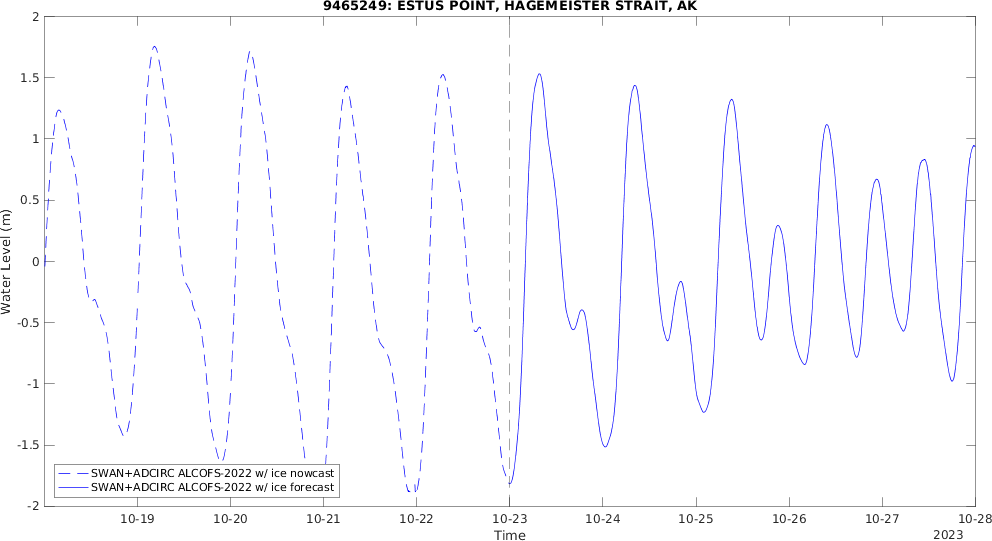 9465249: ESTUS POINT, HAGEMEISTER STRAIT, AK
2
1.5
1
0.5
0
-0.5
-1
-1.5
-2
Water Level (m)
SWAN+ADCIRC ALCOFS-2022 w/ ice nowcast
SWAN+ADCIRC ALCOFS-2022 w/ ice forecast
10-19 10-20 10-21 10-22 10-23 10-24 10-25 10-26 10-27 10-28
Time
2023